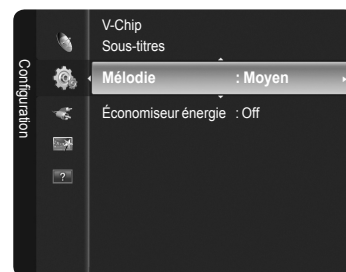 Configuration
V-Chip
Sous-titres
Mélodie : Moyen
Économiseur énergie : Off
?